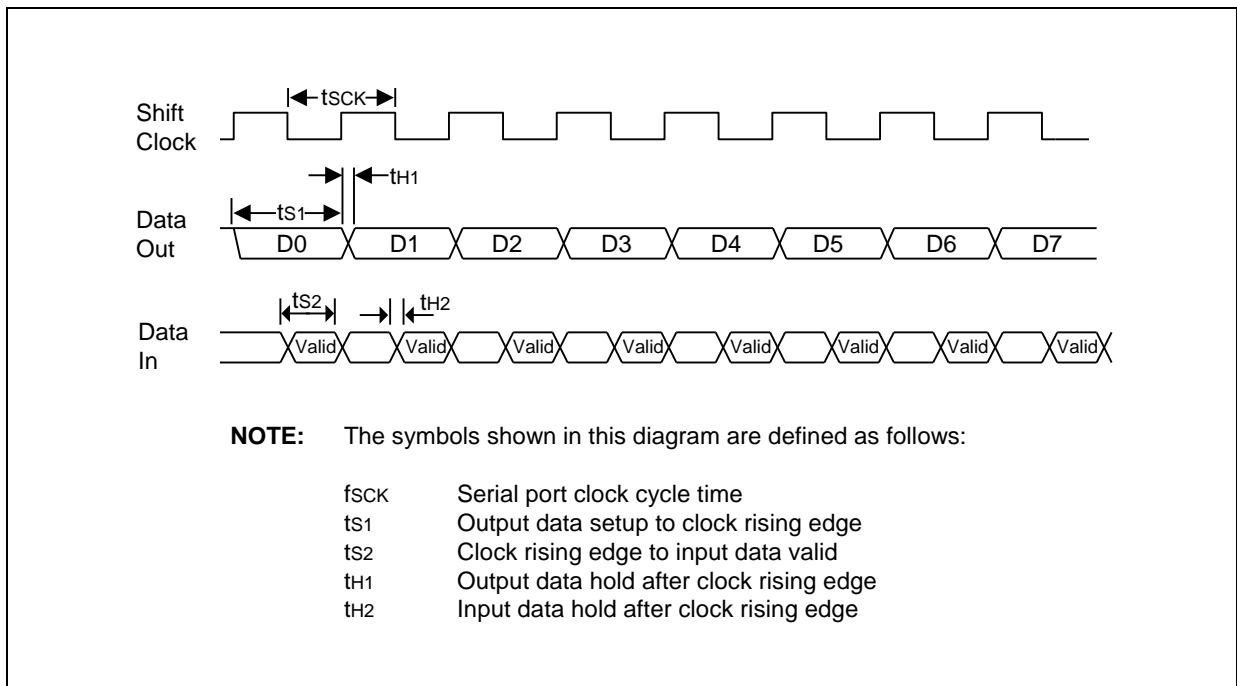 tSCK
Shift
Clock
tH1
tS1
Data
Out
D0 D1 D2 D3 D4 D5 D6 D7
tS2
tH2
Data
In
Valid Valid Valid Valid Valid Valid Valid Valid
NOTE: The symbols shown in this diagram are defined as follows:
fSCK Serial port clock cycle time
tS1 Output data setup to clock rising edge
tS2 Clock rising edge to input data valid
tH1 Output data hold after clock rising edge
tH2 Input data hold after clock rising edge